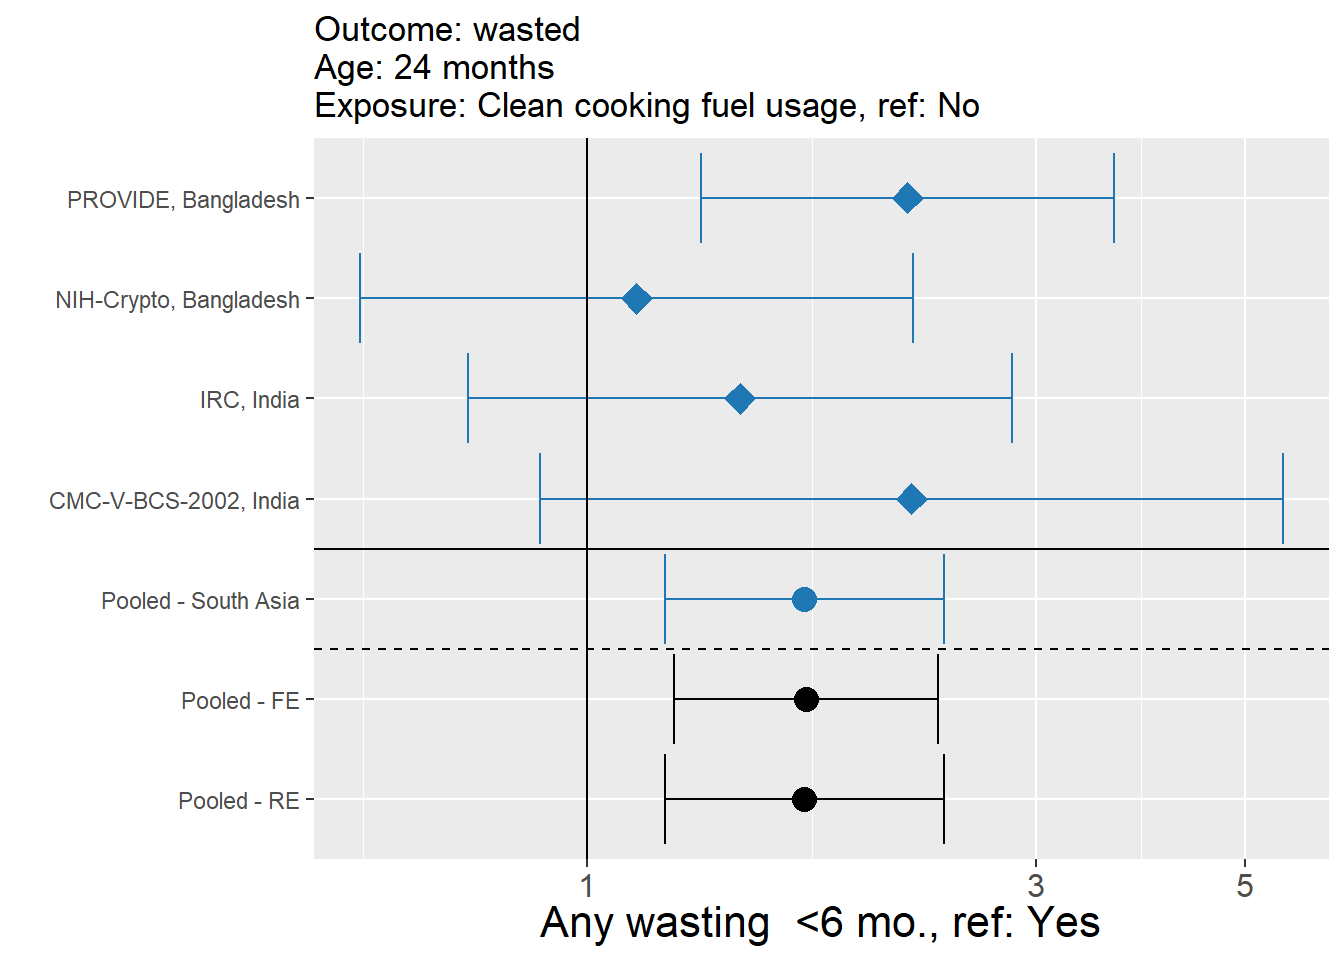 Outcome: wasted
Age: 24 months
Exposure: Clean cooking fuel usage, ref: No
PROVIDE, Bangladesh
NIH-Crypto, Bangladesh
IRC, India
CMC-V-BCS-2002, India
Pooled - South Asia
Pooled - FE
Pooled - RE
1 3 5
Any wasting  <6 mo., ref: Yes